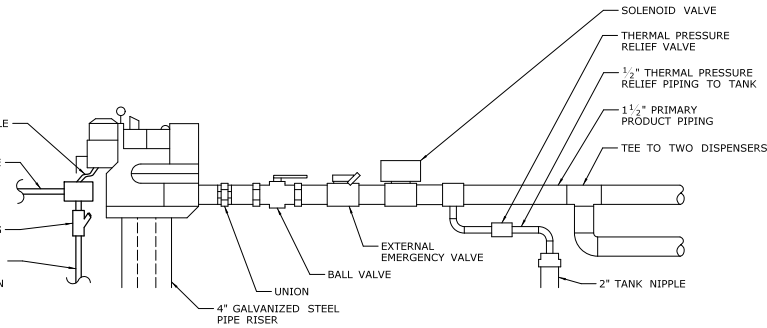 SOLENOID VALVE
THERMAL PRESSURE
RELIEF VALVE
½" THERMAL PRESSURE
RELIEF PIPING TO TANK
1½" PRIMARY
PRODUCT PIPING
TEE TO TWO DISPENSERS
EXTERNAL
EMERGENCY VALVE
BALL VALVE
UNION
2" TANK NIPPLE
4" GALVANIZED STEEL
PIPE RISER